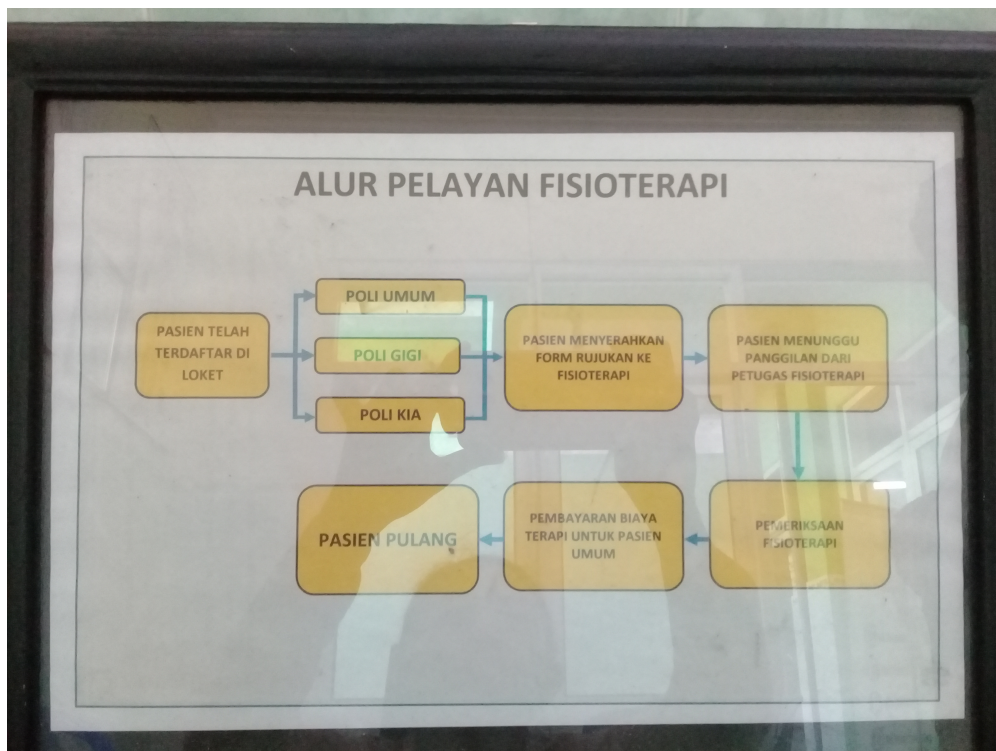 ALUR PELAYAN FISIOTERAPI
PASIEN TELAH
TERDAFTAR DI
LOKET
POLI UMUM
POLI GIGI
POLI KIA
PASIEN MENYERAHKAN
FORM RUJUKAN KE
FISIOTERAPI
PASIEN MENUNGGU
PANGGILAN DARI
PETUGAS FISIOTERAPI
PEMERIKSAAN
FISIOTERAPI
PEMBAYARAN BIAYA
TERAPI UNTUK PASIEN
UMUM
PASIEN PULANG